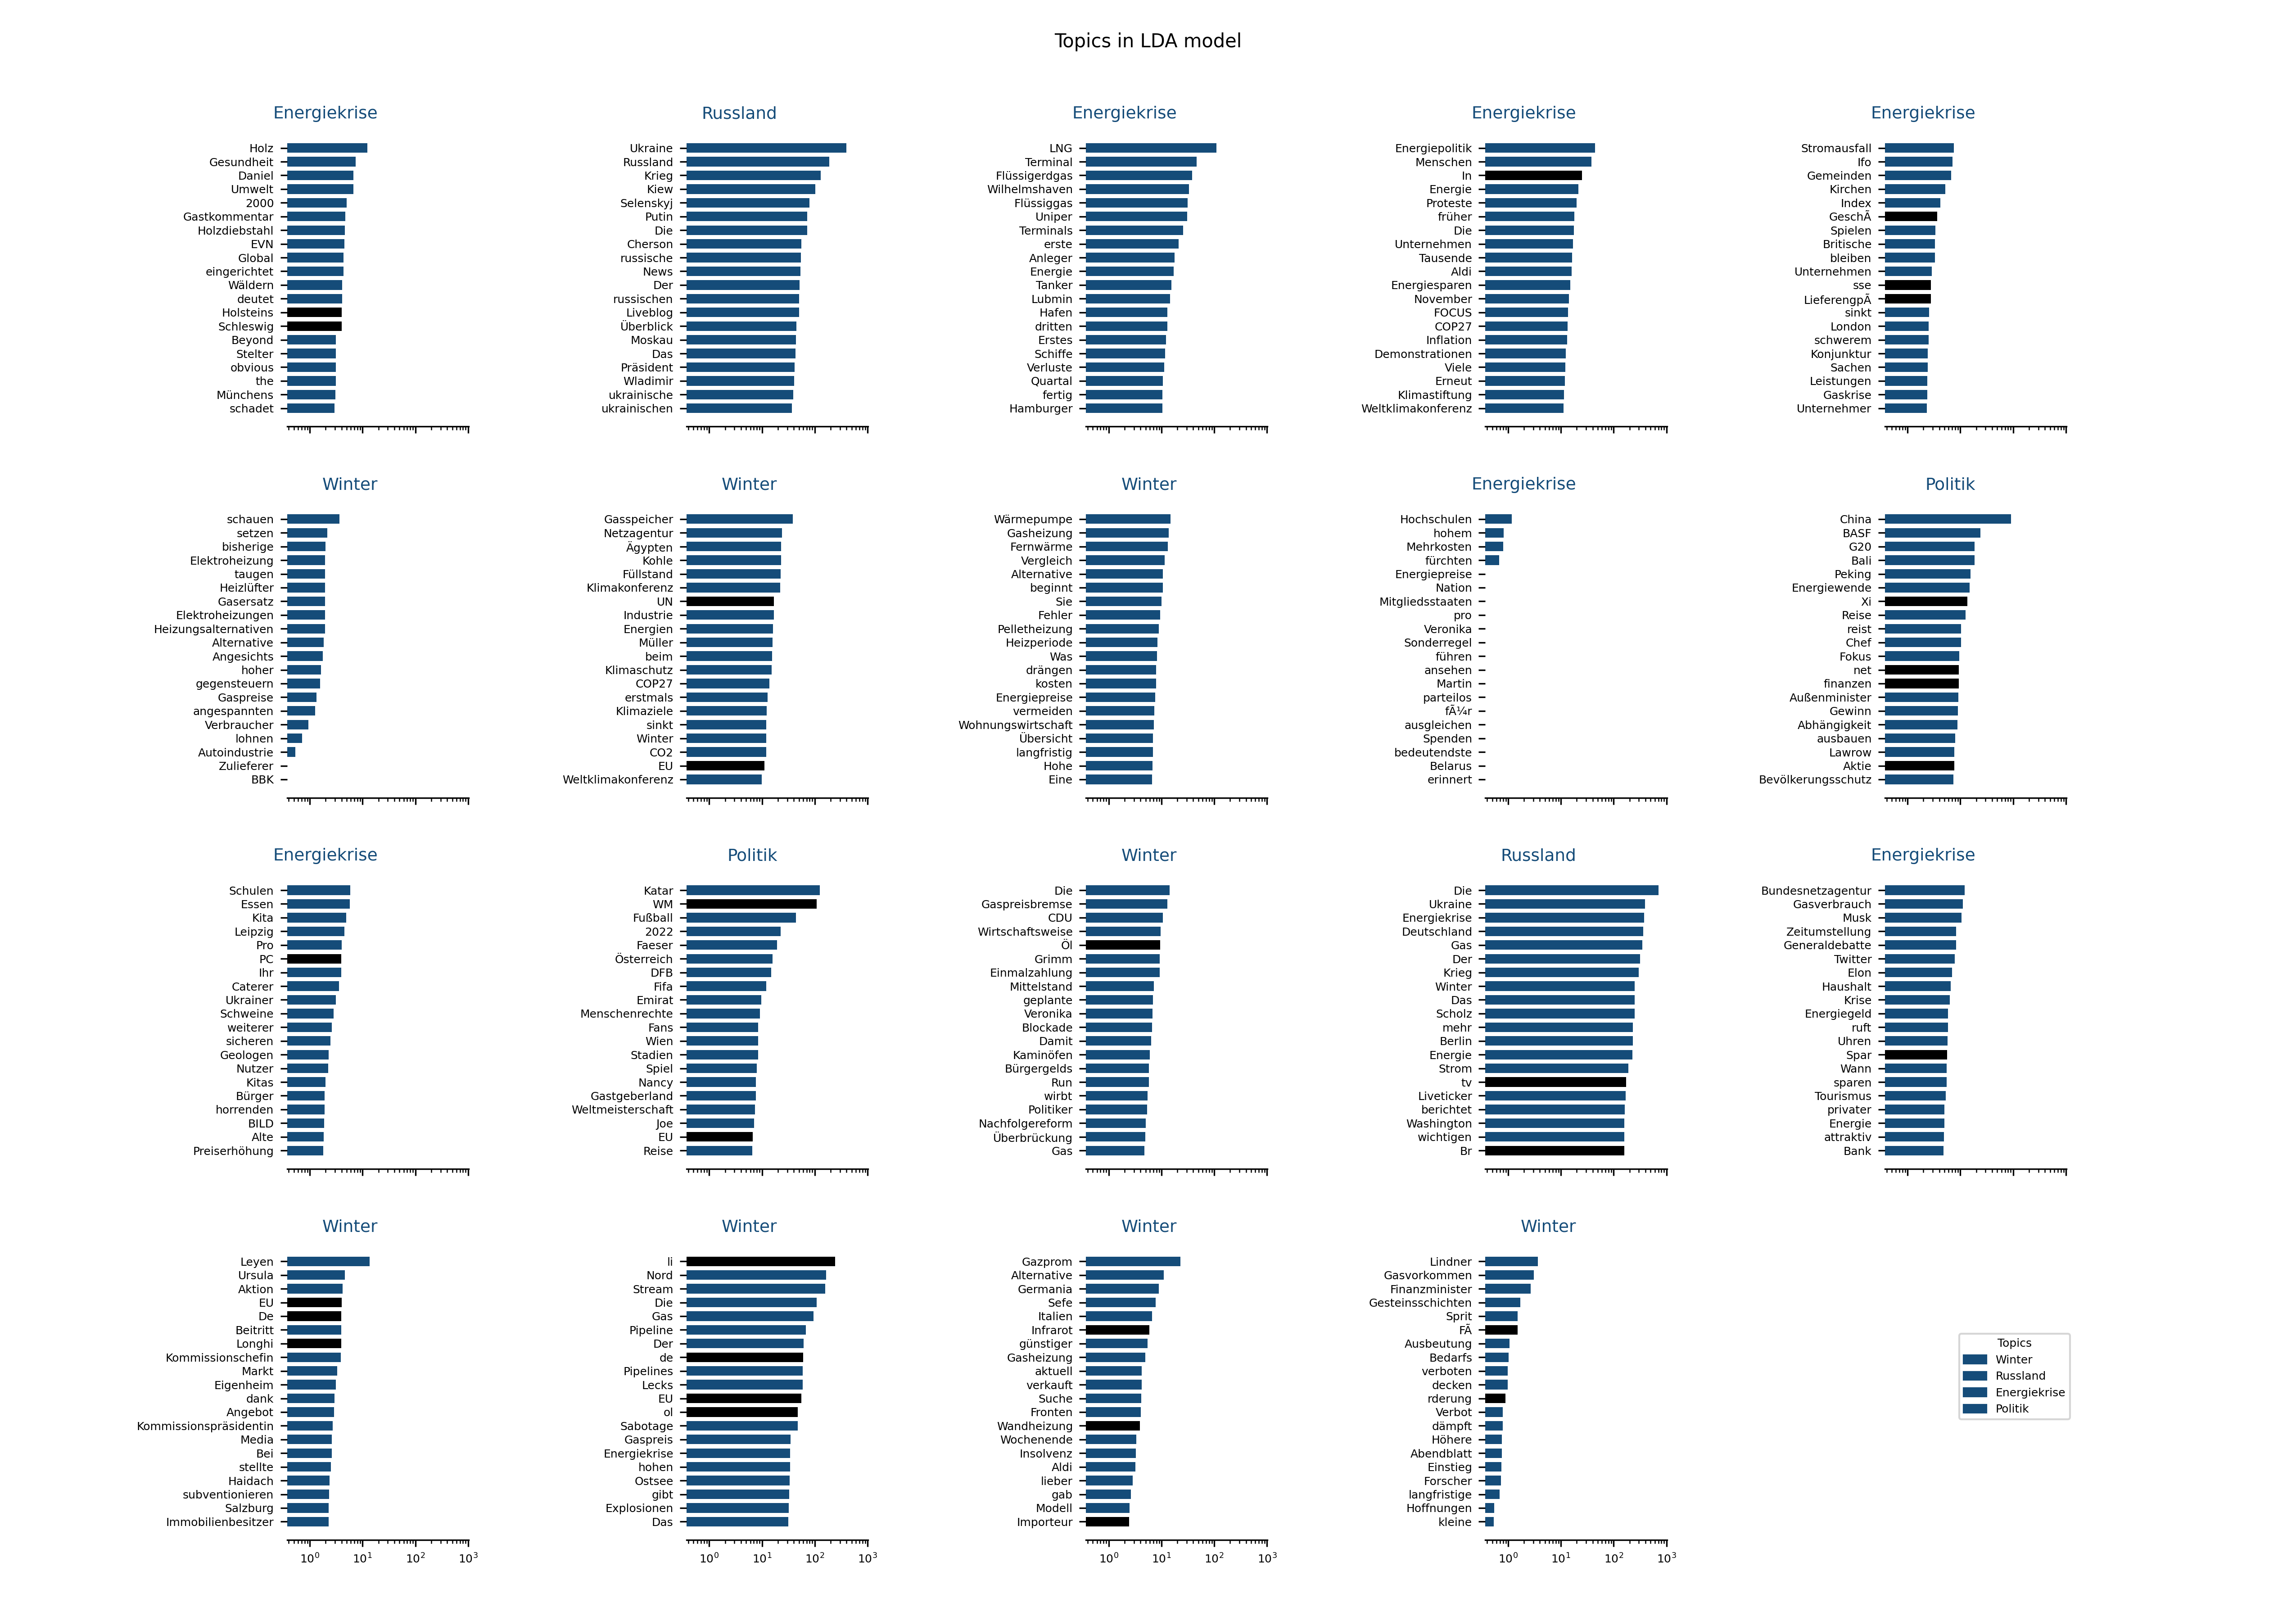 Topics in LDA model
Energiekrise
Holz
Gesundheit
Daniel
Umwelt
2000
Gastkommentar
Holzdiebstahl
EVN
Global
eingerichtet
Wäldern
deutet
Holsteins
Schleswig
Beyond
Stelter
obvious
the
Münchens
schadet
Russland
Ukraine
Russland
Krieg
Kiew
Selenskyj
Putin
Die
Cherson
russische
News
Der
russischen
Liveblog
Überblick
Moskau
Das
Präsident
Wladimir
ukrainische
ukrainischen
Energiekrise
LNG
Terminal
Flüssigerdgas
Wilhelmshaven
Flüssiggas
Uniper
Terminals
erste
Anleger
Energie
Tanker
Lubmin
Hafen
dritten
Erstes
Schiffe
Verluste
Quartal
fertig
Hamburger
Energiekrise
Energiepolitik
Menschen
In
Energie
Proteste
früher
Die
Unternehmen
Tausende
Aldi
Energiesparen
November
FOCUS
COP27
Inflation
Demonstrationen
Viele
Erneut
Klimastiftung
Weltklimakonferenz
Energiekrise
Stromausfall
Ifo
Gemeinden
Kirchen
Index
GeschÃ
Spielen
Britische
bleiben
Unternehmen
sse
LieferengpÃ
sinkt
London
schwerem
Konjunktur
Sachen
Leistungen
Gaskrise
Unternehmer
Winter
schauen
setzen
bisherige
Elektroheizung
taugen
Heizlüfter
Gasersatz
Elektroheizungen
Heizungsalternativen
Alternative
Angesichts
hoher
gegensteuern
Gaspreise
angespannten
Verbraucher
lohnen
Autoindustrie
Zulieferer
BBK
Winter
Gasspeicher
Netzagentur
Ägypten
Kohle
Füllstand
Klimakonferenz
UN
Industrie
Energien
Müller
beim
Klimaschutz
COP27
erstmals
Klimaziele
sinkt
Winter
CO2
EU
Weltklimakonferenz
Winter
Wärmepumpe
Gasheizung
Fernwärme
Vergleich
Alternative
beginnt
Sie
Fehler
Pelletheizung
Heizperiode
Was
drängen
kosten
Energiepreise
vermeiden
Wohnungswirtschaft
Übersicht
langfristig
Hohe
Eine
Energiekrise
Hochschulen
hohem
Mehrkosten
fürchten
Energiepreise
Nation
Mitgliedsstaaten
pro
Veronika
Sonderregel
führen
ansehen
Martin
parteilos
fÃ¼r
ausgleichen
Spenden
bedeutendste
Belarus
erinnert
Politik
China
BASF
G20
Bali
Peking
Energiewende
Xi
Reise
reist
Chef
Fokus
net
finanzen
Außenminister
Gewinn
Abhängigkeit
ausbauen
Lawrow
Aktie
Bevölkerungsschutz
Energiekrise
Schulen
Essen
Kita
Leipzig
Pro
PC
Ihr
Caterer
Ukrainer
Schweine
weiterer
sicheren
Geologen
Nutzer
Kitas
Bürger
horrenden
BILD
Alte
Preiserhöhung
Politik
Katar
WM
Fußball
2022
Faeser
Österreich
DFB
Fifa
Emirat
Menschenrechte
Fans
Wien
Stadien
Spiel
Nancy
Gastgeberland
Weltmeisterschaft
Joe
EU
Reise
Winter
Die
Gaspreisbremse
CDU
Wirtschaftsweise
Öl
Grimm
Einmalzahlung
Mittelstand
geplante
Veronika
Blockade
Damit
Kaminöfen
Bürgergelds
Run
wirbt
Politiker
Nachfolgereform
Überbrückung
Gas
Russland
Die
Ukraine
Energiekrise
Deutschland
Gas
Der
Krieg
Winter
Das
Scholz
mehr
Berlin
Energie
Strom
tv
Liveticker
berichtet
Washington
wichtigen
Br
Energiekrise
Bundesnetzagentur
Gasverbrauch
Musk
Zeitumstellung
Generaldebatte
Twitter
Elon
Haushalt
Krise
Energiegeld
ruft
Uhren
Spar
Wann
sparen
Tourismus
privater
Energie
attraktiv
Bank
Winter
Leyen
Ursula
Aktion
EU
De
Beitritt
Longhi
Kommissionschefin
Markt
Eigenheim
dank
Angebot
Kommissionspräsidentin
Media
Bei
stellte
Haidach
subventionieren
Salzburg
Immobilienbesitzer
10⁰ 10¹ 10² 10³
Winter
li
Nord
Stream
Die
Gas
Pipeline
Der
de
Pipelines
Lecks
EU
ol
Sabotage
Gaspreis
Energiekrise
hohen
Ostsee
gibt
Explosionen
Das
10⁰ 10¹ 10² 10³
Winter
Gazprom
Alternative
Germania
Sefe
Italien
Infrarot
günstiger
Gasheizung
aktuell
verkauft
Suche
Fronten
Wandheizung
Wochenende
Insolvenz
Aldi
lieber
gab
Modell
Importeur
10⁰ 10¹ 10² 10³
Winter
Lindner
Gasvorkommen
Finanzminister
Gesteinsschichten
Sprit
FÃ
Ausbeutung
Bedarfs
verboten
decken
rderung
Verbot
dämpft
Höhere
Abendblatt
Einstieg
Forscher
langfristige
Hoffnungen
kleine
10⁰ 10¹ 10² 10³
Topics
Winter
Russland
Energiekrise
Politik